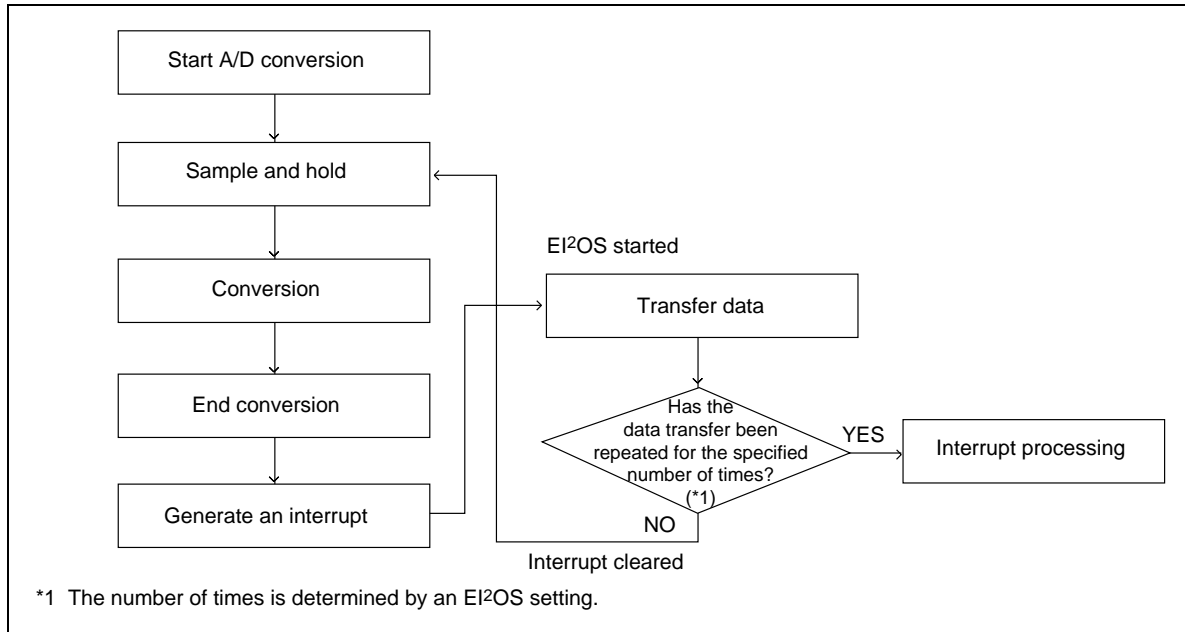 Start A/D conversion
Sample and hold
Conversion
End conversion
Generate an interrupt
EI²OS started
Transfer data
Has the
data transfer been
repeated for the specified
number of times?
(*1)
YES
Interrupt processing
NO
Interrupt cleared
*1 The number of times is determined by an EI²OS setting.